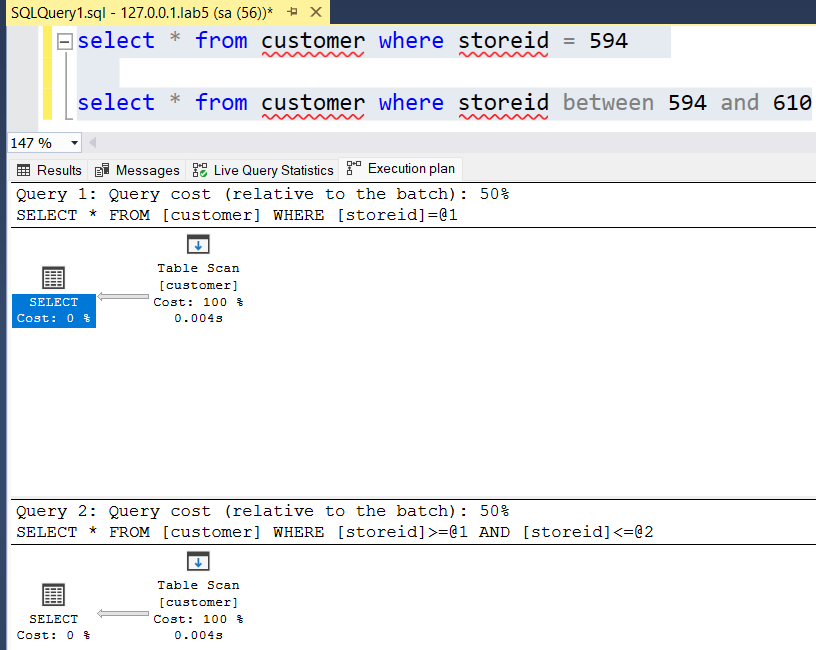 SQLQuery1.sql - 127.0.0.1.lab5 (sa (56))*
select * from customer where storeid = 594
select * from customer where storeid between 594 and 610
147 %
Results Messages Live Query Statistics Execution plan
Query 1: Query cost (relative to the batch): 50%
SELECT * FROM [customer] WHERE [storeid]=@1
Table Scan
[customer]
Cost: 100 %
0.004s
SELECT
Cost: 0 %
Query 2: Query cost (relative to the batch): 50%
SELECT * FROM [customer] WHERE [storeid]>=@1 AND [storeid]<=@2
Table Scan
[customer]
Cost: 100 %
0.004s
SELECT
Cost: 0 %